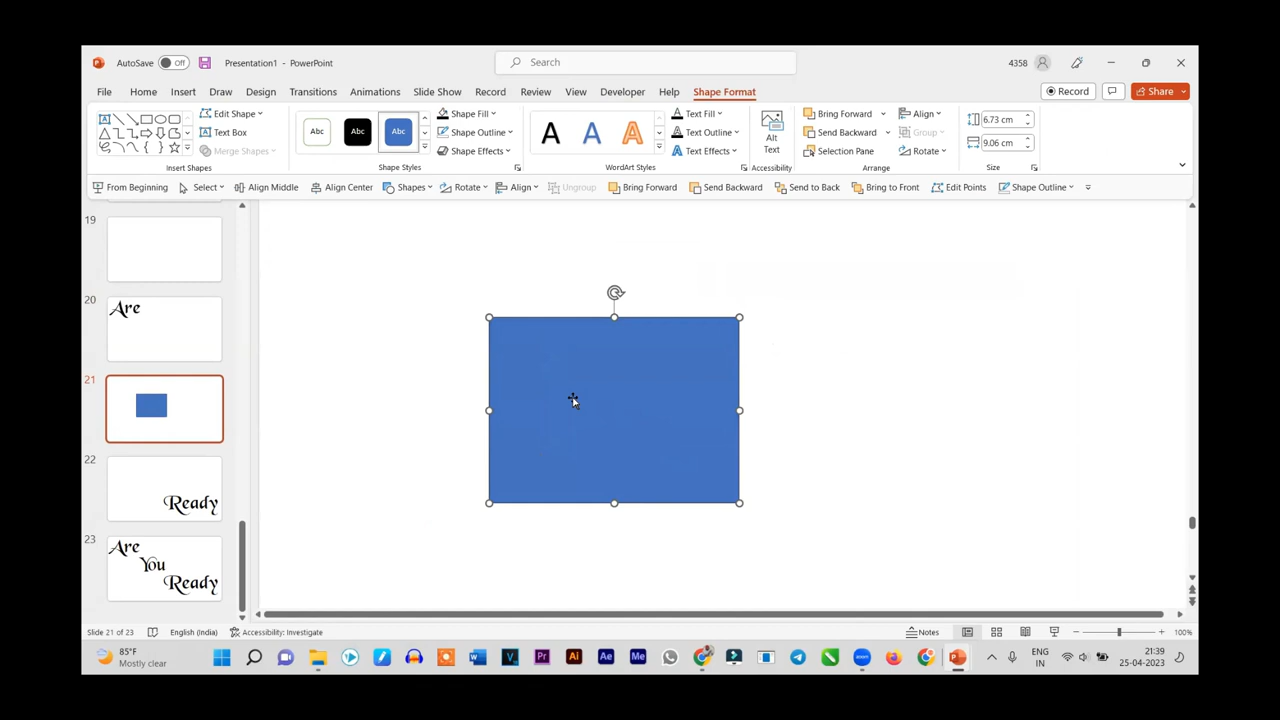 AutoSave Off Presentation1 - PowerPoint Search 4358
File Home Insert Draw Design Transitions Animations Slide Show Record Review View Developer Help Shape Format Record Share
Edit Shape
Text Box
Merge Shapes
Insert Shapes
Abc Abc Abc
Shape Fill
Shape Outline
Shape Effects
Shape Styles
A A A
Text Fill
Text Outline
Text Effects
WordArt Styles
Alt
Text
Accessibility
Bring Forward
Send Backward
Selection Pane
Align
Group
Rotate
Arrange
6.73 cm
9.06 cm
Size
From Beginning Select Align Middle Align Center Shapes Rotate Align Ungroup Bring Forward Send Backward Send to Back Bring to Front Edit Points Shape Outline
19
20
Are
21
22
Ready
23
Are
You
Ready
Slide 21 of 23 English (India) Accessibility: Investigate Notes 100%
85°F
Mostly clear
ENG
IN
21:39
25-04-2023